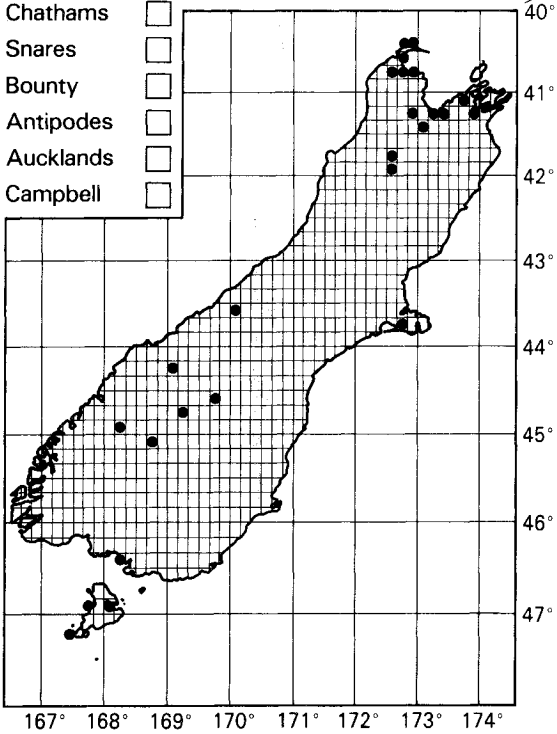 Chathams
Snares
Bounty
Antipodes
Aucklands
Campbell
40°
41°
42°
43°
44°
45°
46°
47°
167° 168° 169° 170° 171° 172° 173° 174°